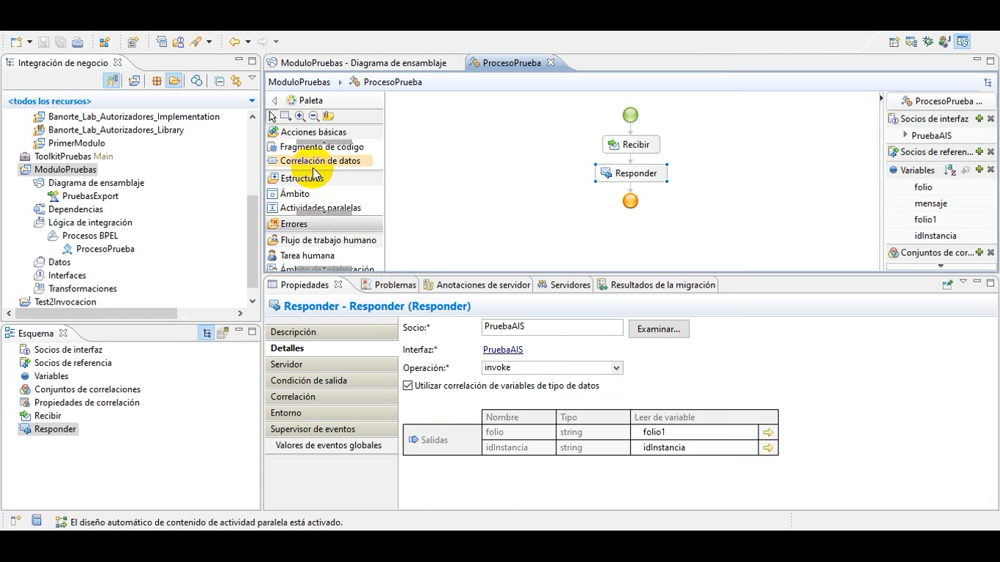 Integración de negocio
<todos los recursos>
Banorte_Lab_Autorizadores_Implementation
Banorte_Lab_Autorizadores_Library
PrimerModulo
ToolkitPruebas Main
ModuloPruebas
Diagrama de ensamblaje
PruebasExport
Dependencias
Lógica de integración
Procesos BPEL
ProcesoPrueba
Datos
Interfaces
Transformaciones
Test2Invocacion
Esquema
Socios de interfaz
Socios de referencia
Variables
Conjuntos de correlaciones
Propiedades de correlación
Recibir
Responder
ModuloPruebas - Diagrama de ensamblaje
ProcesoPrueba
ModuloPruebas
ProcesoPrueba
Paleta
Acciones básicas
Fragmento de código
Correlación de datos
Estructuras
Ámbito
Actividades paralelas
Errores
Flujo de trabajo humano
Tarea humana
Ámbito de colaboración
Recibir
Responder
ProcesoPrueba ...
Socios de interfaz
PruebaAIS
Socios de referen...
Variables
folio
mensaje
folio1
idInstancia
Conjuntos de cor...
Propiedades
Problemas
Anotaciones de servidor
Servidores
Resultados de la migración
Responder - Responder (Responder)
Descripción
Detalles
Servidor
Condición de salida
Correlación
Entorno
Supervisor de eventos
Valores de eventos globales
Socio:* PruebaAIS Examinar...
Interfaz:* PruebaAIS
Operación:* invoke
Utilizar correlación de variables de tipo de datos
Nombre Tipo Leer de variable
Salidas
folio string folio1
idInstancia string idInstancia
El diseño automático de contenido de actividad paralela está activado.